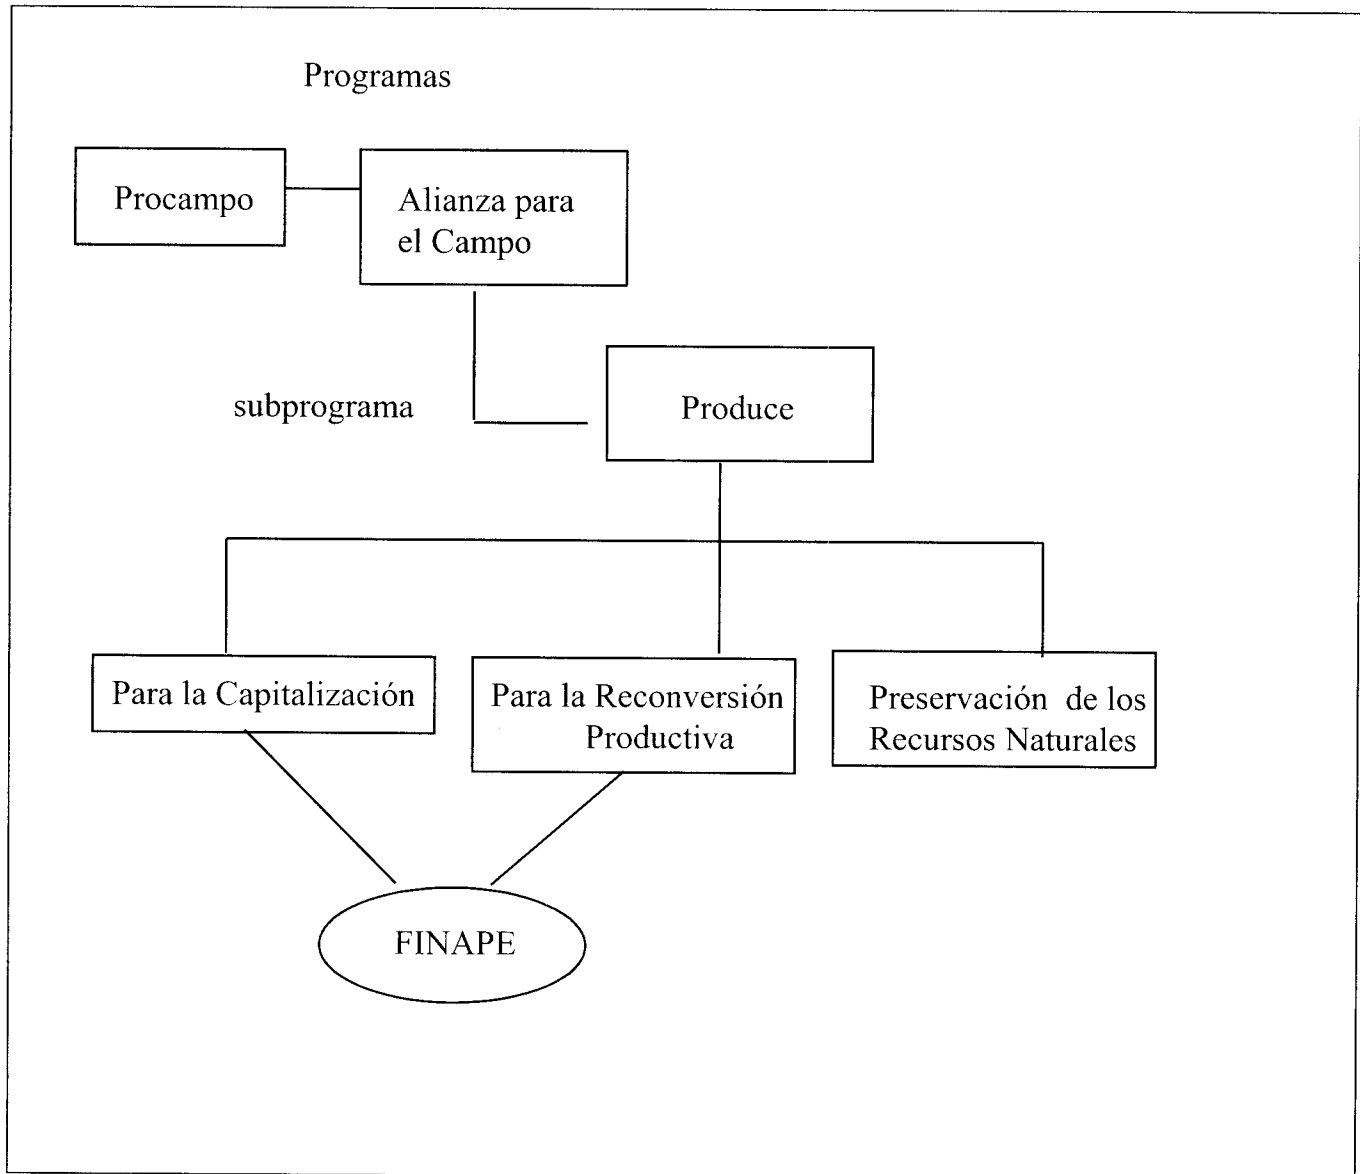 Programas
Procampo
Alianza para
el Campo
subprograma
Produce
Para la Capitalización
Para la Reconversión
Productiva
Preservación de los
Recursos Naturales
FINAPE